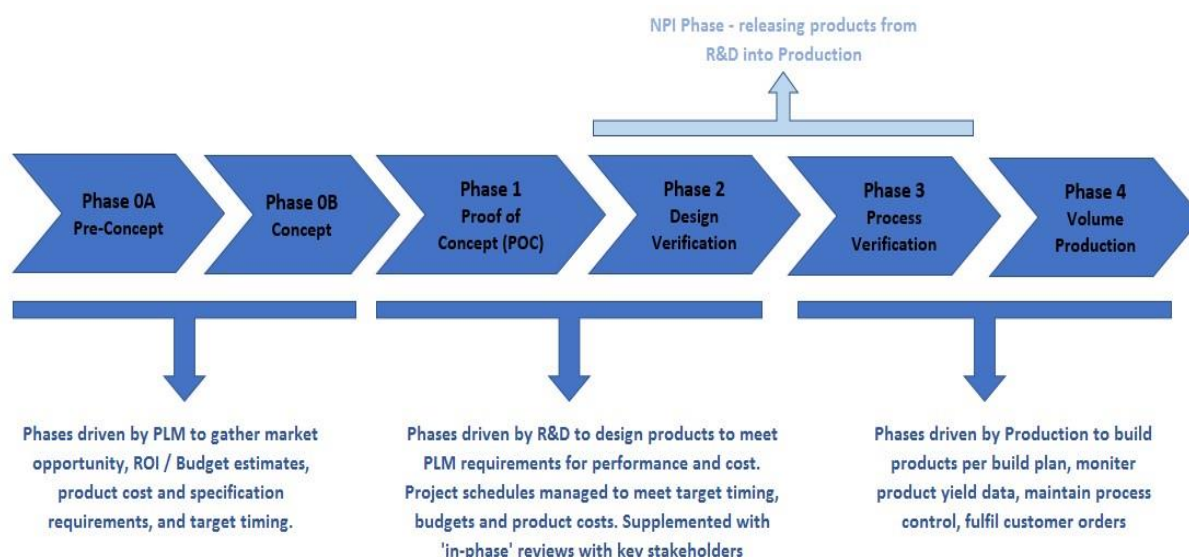 NPI Phase - releasing products from
R&D into Production
Phase 0A
Pre-Concept
Phase 0B
Concept
Phase 1
Proof of
Concept (POC)
Phase 2
Design
Verification
Phase 3
Process
Verification
Phase 4
Volume
Production
Phases driven by PLM to gather market
opportunity, ROI / Budget estimates,
product cost and specification
requirements, and target timing.
Phases driven by R&D to design products to meet
PLM requirements for performance and cost.
Project schedules managed to meet target timing,
budgets and product costs. Supplemented with
'in-phase' reviews with key stakeholders
Phases driven by Production to build
products per build plan, moniter
product yield data, maintain process
control, fulfil customer orders